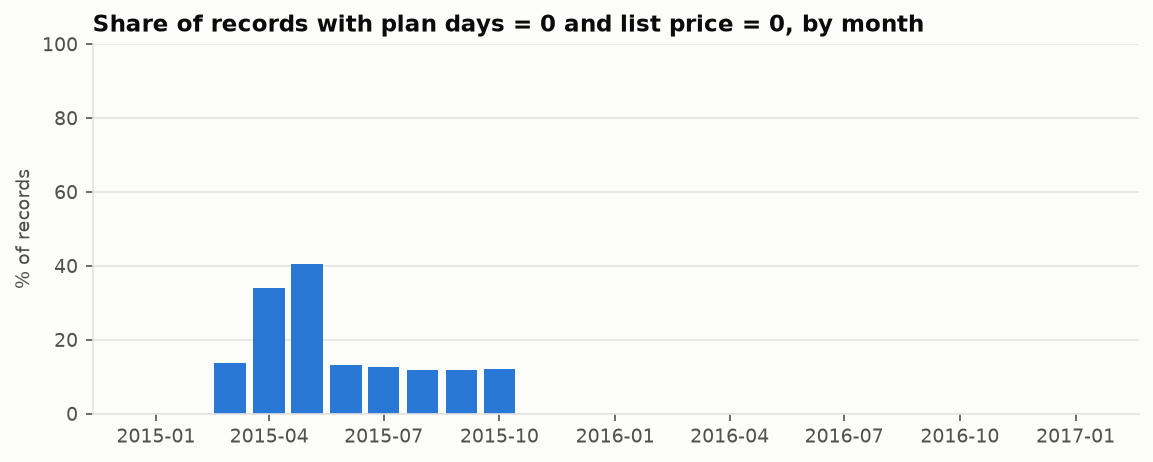 Share of records with plan days = 0 and list price = 0, by month
100
80
60
40
20
0
% of records
2015-01 2015-04 2015-07 2015-10 2016-01 2016-04 2016-07 2016-10 2017-01